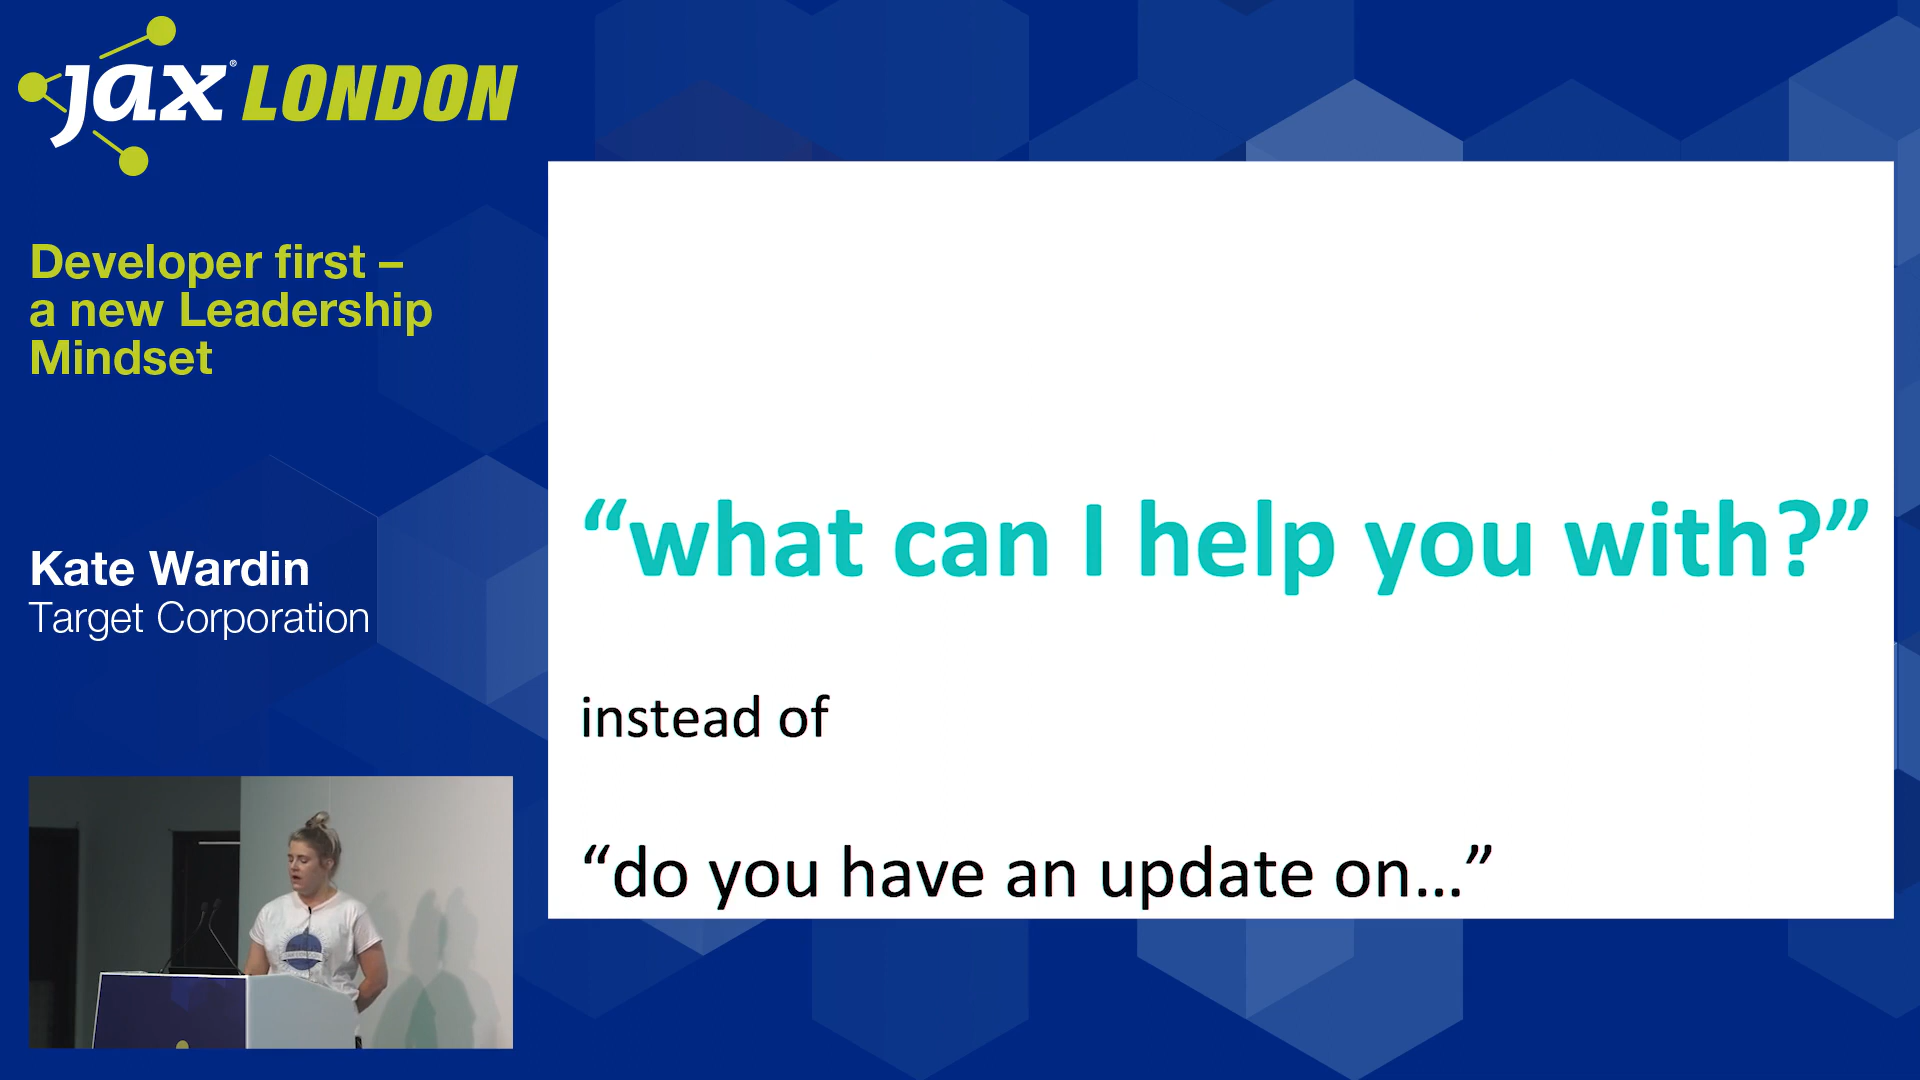 jax® LONDON
Developer first –
a new Leadership
Mindset
Kate Wardin
Target Corporation
“what can I help you with?”
instead of
“do you have an update on...”